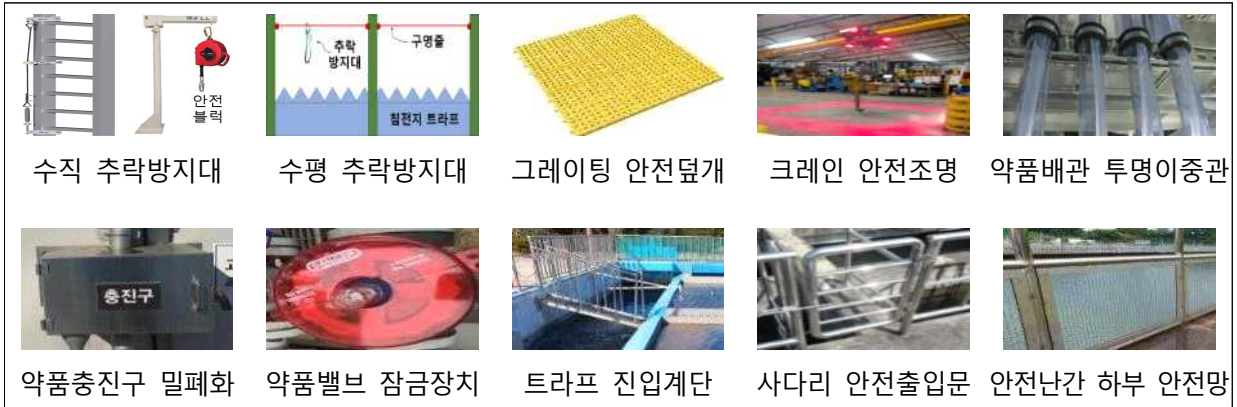 안전
블럭
추락
방지대
구명줄
침전지 트라프
수직 추락방지대
수평 추락방지대
그레이팅 안전덮개
크레인 안전조명
약품배관 투명이중관
충진구
약품충진구 밀폐화
약품밸브 잠금장치
트라프 진입계단
사다리 안전출입문
안전난간 하부 안전망